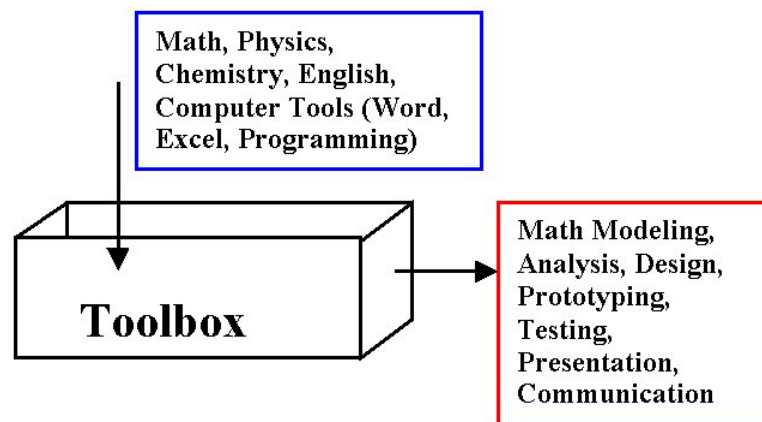 Math, Physics,
Chemistry, English,
Computer Tools (Word,
Excel, Programming)
Toolbox
Math Modeling,
Analysis, Design,
Prototyping,
Testing,
Presentation,
Communication